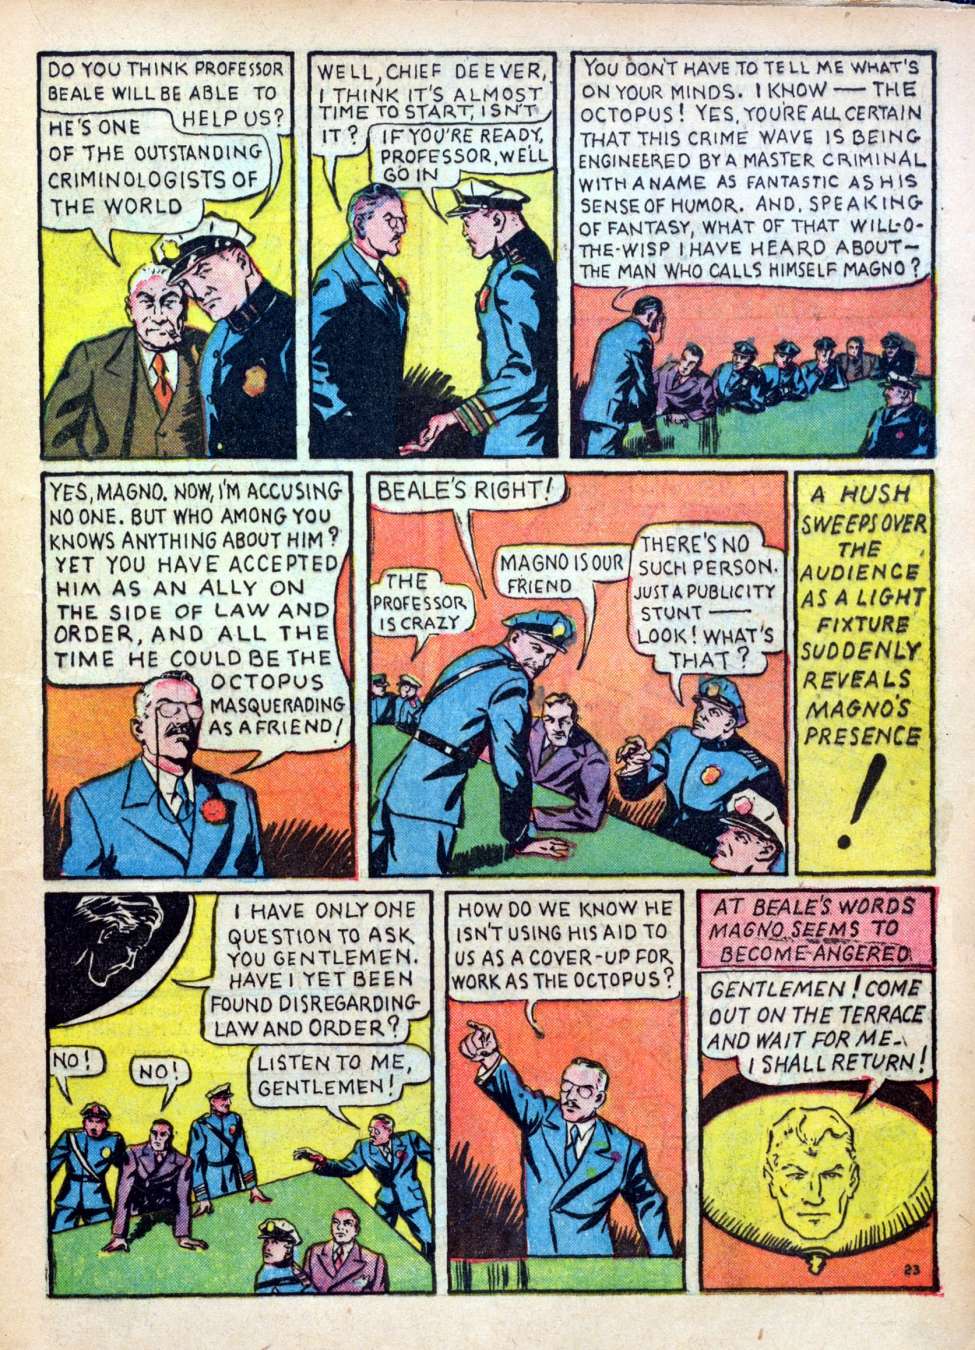 DO YOU THINK PROFESSOR
BEALE WILL BE ABLE TO
HELP US?
HE'S ONE
OF THE OUTSTANDING
CRIMINOLOGISTS OF
THE WORLD
WELL, CHIEF DEEVER,
I THINK IT'S ALMOST
TIME TO START, ISN'T
IT?
IF YOU'RE READY,
PROFESSOR, WE'LL
GO IN
YOU DON'T HAVE TO TELL ME WHAT'S
ON YOUR MINDS. I KNOW — THE
OCTOPUS! YES, YOU'RE ALL CERTAIN
THAT THIS CRIME WAVE IS BEING
ENGINEERED BY A MASTER CRIMINAL
WITH A NAME AS FANTASTIC AS HIS
SENSE OF HUMOR. AND, SPEAKING
OF FANTASY, WHAT OF THAT WILL-O-
THE-WISP I HAVE HEARD ABOUT—
THE MAN WHO CALLS HIMSELF MAGNO?
YES, MAGNO. NOW, I'M ACCUSING
NO ONE. BUT WHO AMONG YOU
KNOWS ANYTHING ABOUT HIM?
YET YOU HAVE ACCEPTED
HIM AS AN ALLY ON
THE SIDE OF LAW AND
ORDER, AND ALL THE
TIME HE COULD BE THE
OCTOPUS
MASQUERADING
AS A FRIEND!
BEALE'S RIGHT!
THE
PROFESSOR
IS CRAZY
MAGNO IS OUR
FRIEND
THERE'S NO
SUCH PERSON.
JUST A PUBLICITY
STUNT —
LOOK! WHAT'S
THAT?
A HUSH
SWEEPS OVER
THE
AUDIENCE
AS A LIGHT
FIXTURE
SUDDENLY
REVEALS
MAGNO'S
PRESENCE
!
I HAVE ONLY ONE
QUESTION TO ASK
YOU GENTLEMEN.
HAVE I YET BEEN
FOUND DISREGARDING
LAW AND ORDER?
NO!
NO!
LISTEN TO ME,
GENTLEMEN!
HOW DO WE KNOW HE
ISN'T USING HIS AID TO
US AS A COVER-UP FOR
WORK AS THE OCTOPUS?
AT BEALE'S WORDS
MAGNO SEEMS TO
BECOME ANGERED.
GENTLEMEN! COME
OUT ON THE TERRACE
AND WAIT FOR ME..
I SHALL RETURN!
23